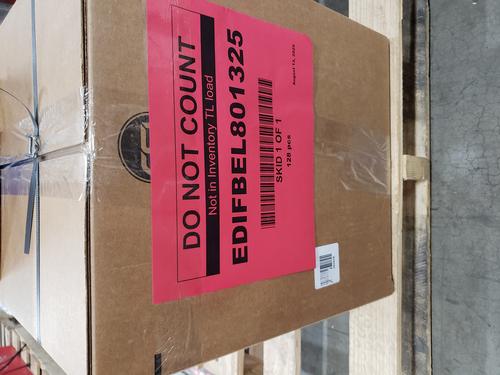 DO NOT COUNT
Not in Inventory TL load
EDIFBEL801325
SKID 1 OF 1
128 pcs